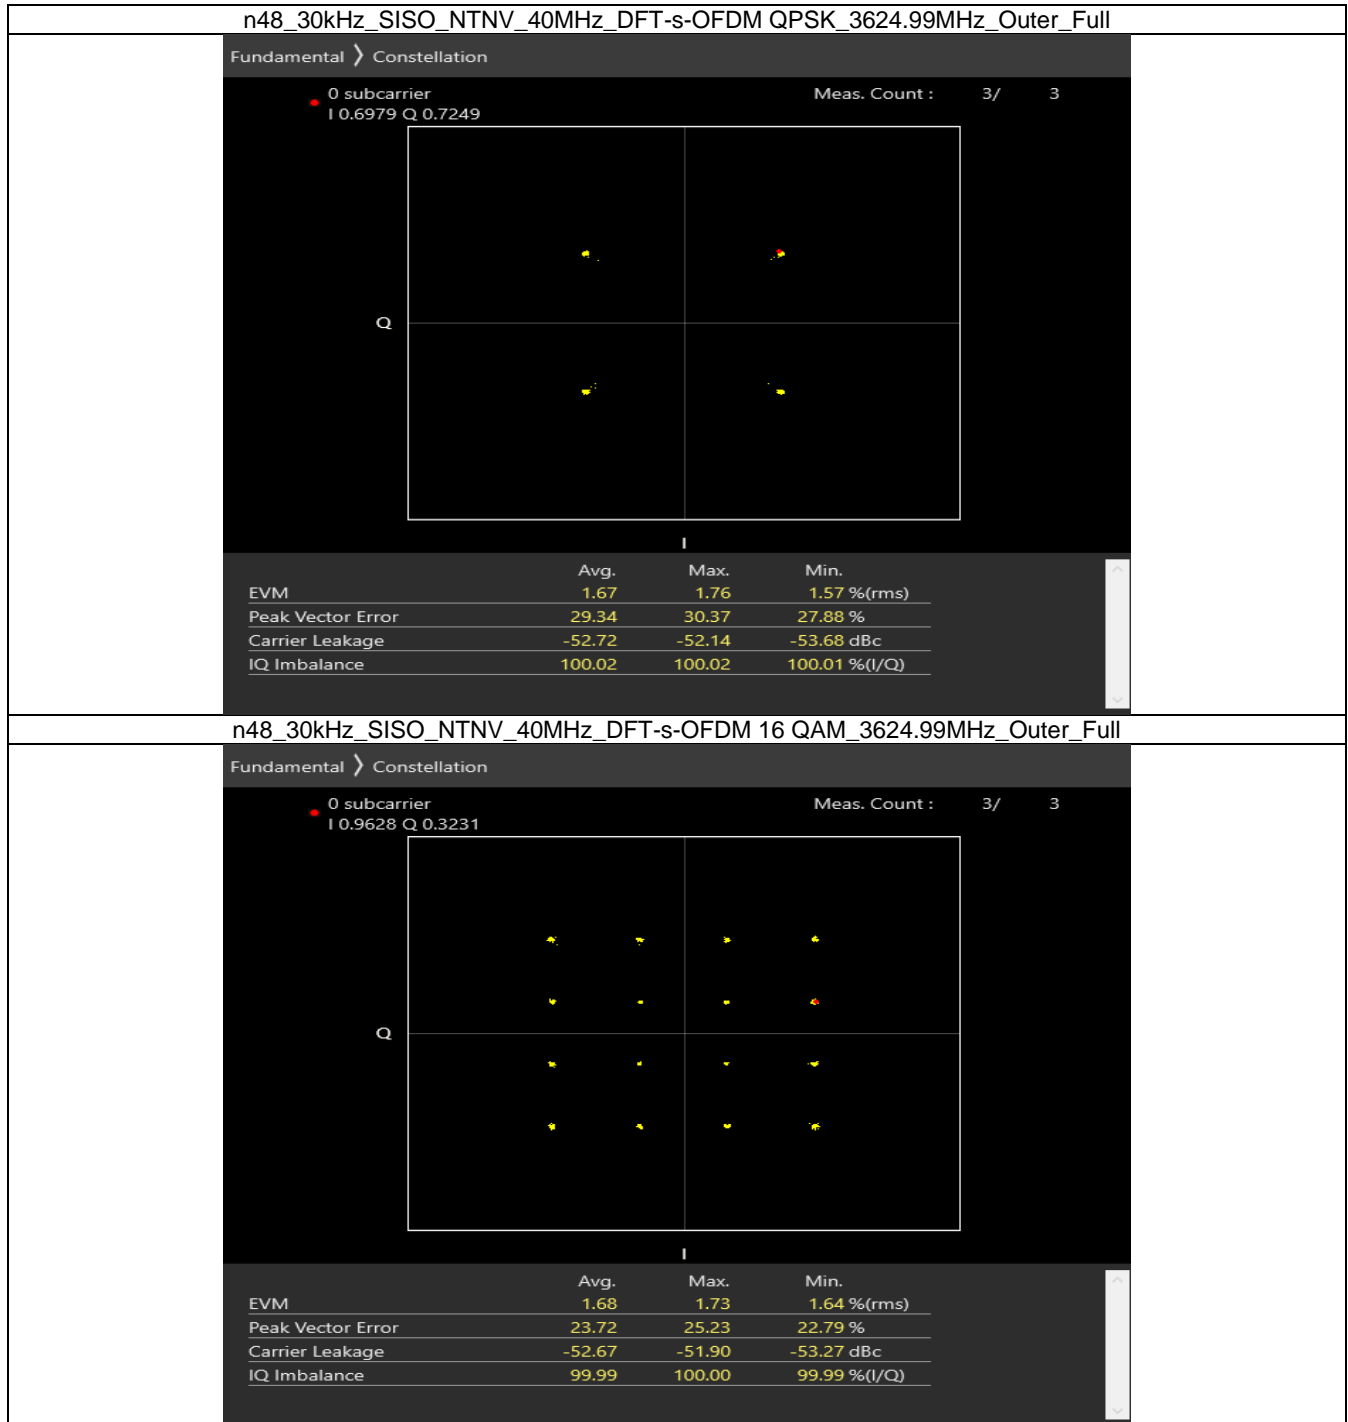 n48_30kHz_SISO_NTNV_40MHz_DFT-s-OFDM QPSK_3624.99MHz_Outer_Full
Fundamental ❯ Constellation
0 subcarrier Meas. Count : 3/ 3
I 0.6979 Q 0.7249
Q
I
Avg. Max. Min.
EVM 1.67 1.76 1.57 %(rms)
Peak Vector Error 29.34 30.37 27.88 %
Carrier Leakage -52.72 -52.14 -53.68 dBc
IQ Imbalance 100.02 100.02 100.01 %(I/Q)
n48_30kHz_SISO_NTNV_40MHz_DFT-s-OFDM 16 QAM_3624.99MHz_Outer_Full
Fundamental ❯ Constellation
0 subcarrier Meas. Count : 3/ 3
I 0.9628 Q 0.3231
Q
I
Avg. Max. Min.
EVM 1.68 1.73 1.64 %(rms)
Peak Vector Error 23.72 25.23 22.79 %
Carrier Leakage -52.67 -51.90 -53.27 dBc
IQ Imbalance 99.99 100.00 99.99 %(I/Q)